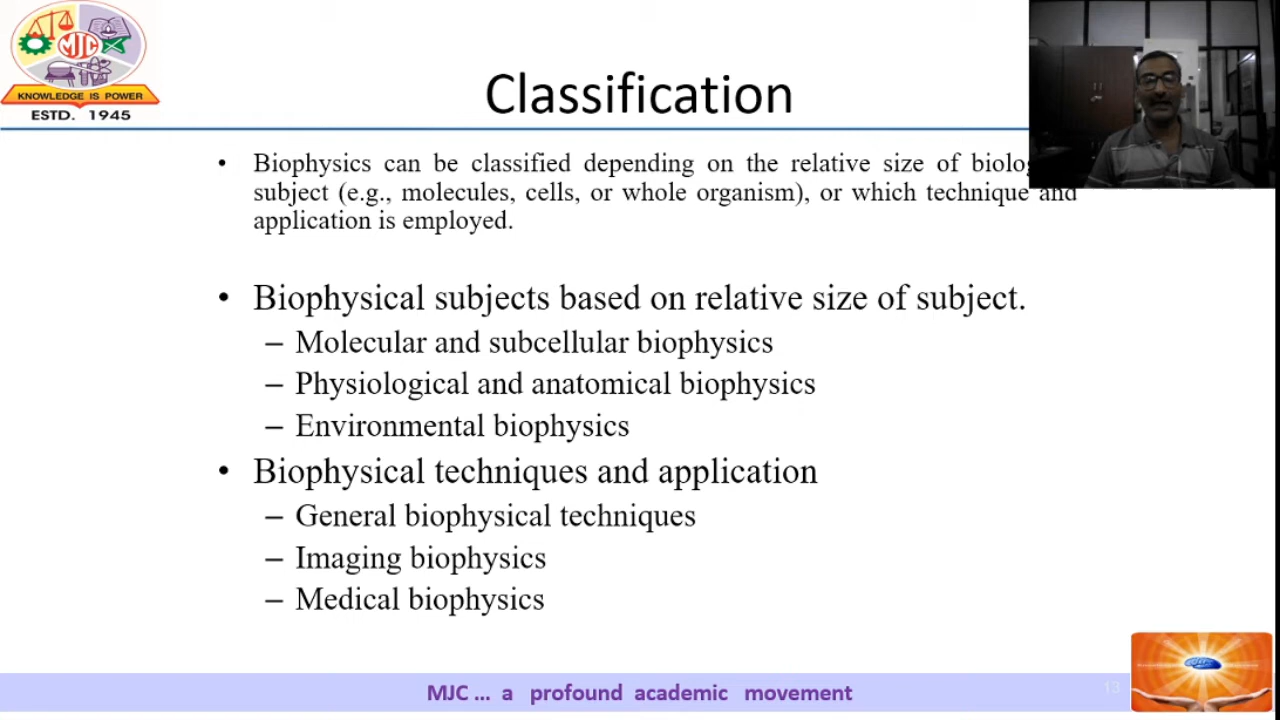 MJC
KNOWLEDGE IS POWER
ESTD. 1945
Classification
• Biophysics can be classified depending on the relative size of
subject (e.g., molecules, cells, or whole organism), or which technique and
application is employed.
• Biophysical subjects based on relative size of subject.
– Molecular and subcellular biophysics
– Physiological and anatomical biophysics
– Environmental biophysics
• Biophysical techniques and application
– General biophysical techniques
– Imaging biophysics
– Medical biophysics
MJC ... a profound academic movement
13